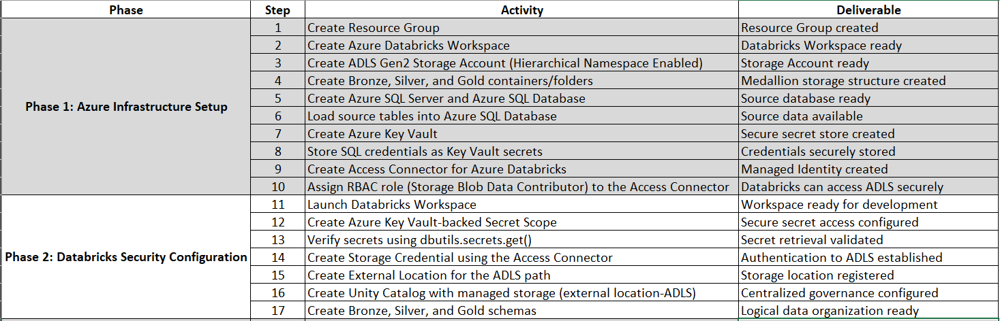 Phase Step Activity Deliverable
Phase 1: Azure Infrastructure Setup
1 Create Resource Group Resource Group created
2 Create Azure Databricks Workspace Databricks Workspace ready
3 Create ADLS Gen2 Storage Account (Hierarchical Namespace Enabled) Storage Account ready
4 Create Bronze, Silver, and Gold containers/folders Medallion storage structure created
5 Create Azure SQL Server and Azure SQL Database Source database ready
6 Load source tables into Azure SQL Database Source data available
7 Create Azure Key Vault Secure secret store created
8 Store SQL credentials as Key Vault secrets Credentials securely stored
9 Create Access Connector for Azure Databricks Managed Identity created
10 Assign RBAC role (Storage Blob Data Contributor) to the Access Connector Databricks can access ADLS securely
Phase 2: Databricks Security Configuration
11 Launch Databricks Workspace Workspace ready for development
12 Create Azure Key Vault-backed Secret Scope Secure secret access configured
13 Verify secrets using dbutils.secrets.get() Secret retrieval validated
14 Create Storage Credential using the Access Connector Authentication to ADLS established
15 Create External Location for the ADLS path Storage location registered
16 Create Unity Catalog with managed storage (external location-ADLS) Centralized governance configured
17 Create Bronze, Silver, and Gold schemas Logical data organization ready